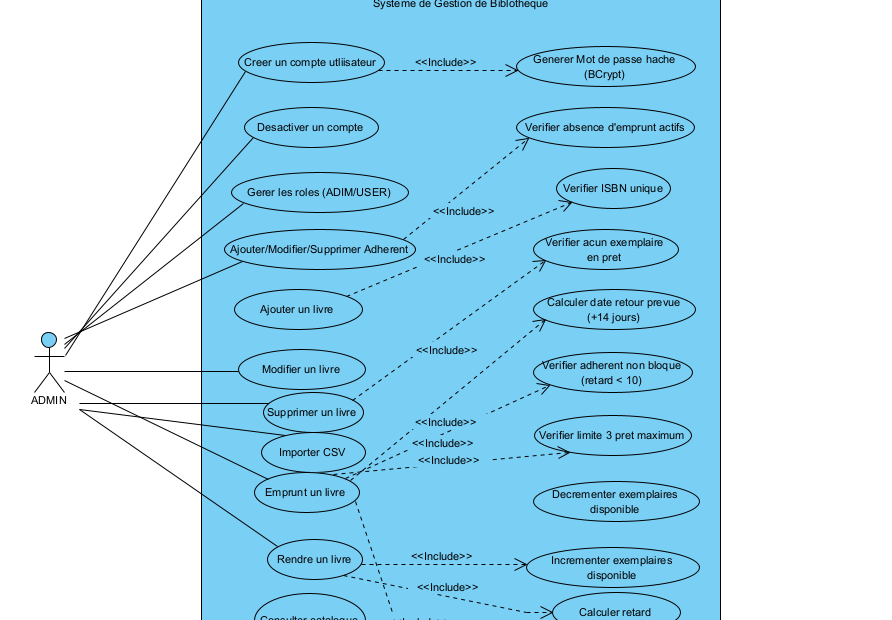 Systeme de Gestion de Bibliotheque
Creer un compte utliisateur
<<Include>>
Generer Mot de passe hache
(BCrypt)
Desactiver un compte
Verifier absence d'emprunt actifs
Gerer les roles (ADIM/USER)
Verifier ISBN unique
<<Include>>
Ajouter/Modifier/Supprimer Adherent
<<Include>>
Verifier acun exemplaire
en pret
Ajouter un livre
Calculer date retour prevue
(+14 jours)
<<Include>>
Modifier un livre
Verifier adherent non bloque
(retard < 10)
ADMIN
Supprimer un livre
<<Include>>
Verifier limite 3 pret maximum
<<Include>>
Importer CSV
<<Include>>
Emprunt un livre
Decrementer exemplaires
disponible
Rendre un livre
<<Include>>
Incrementer exemplaires
disponible
<<Include>>
Calculer retard
Consulter catalogue